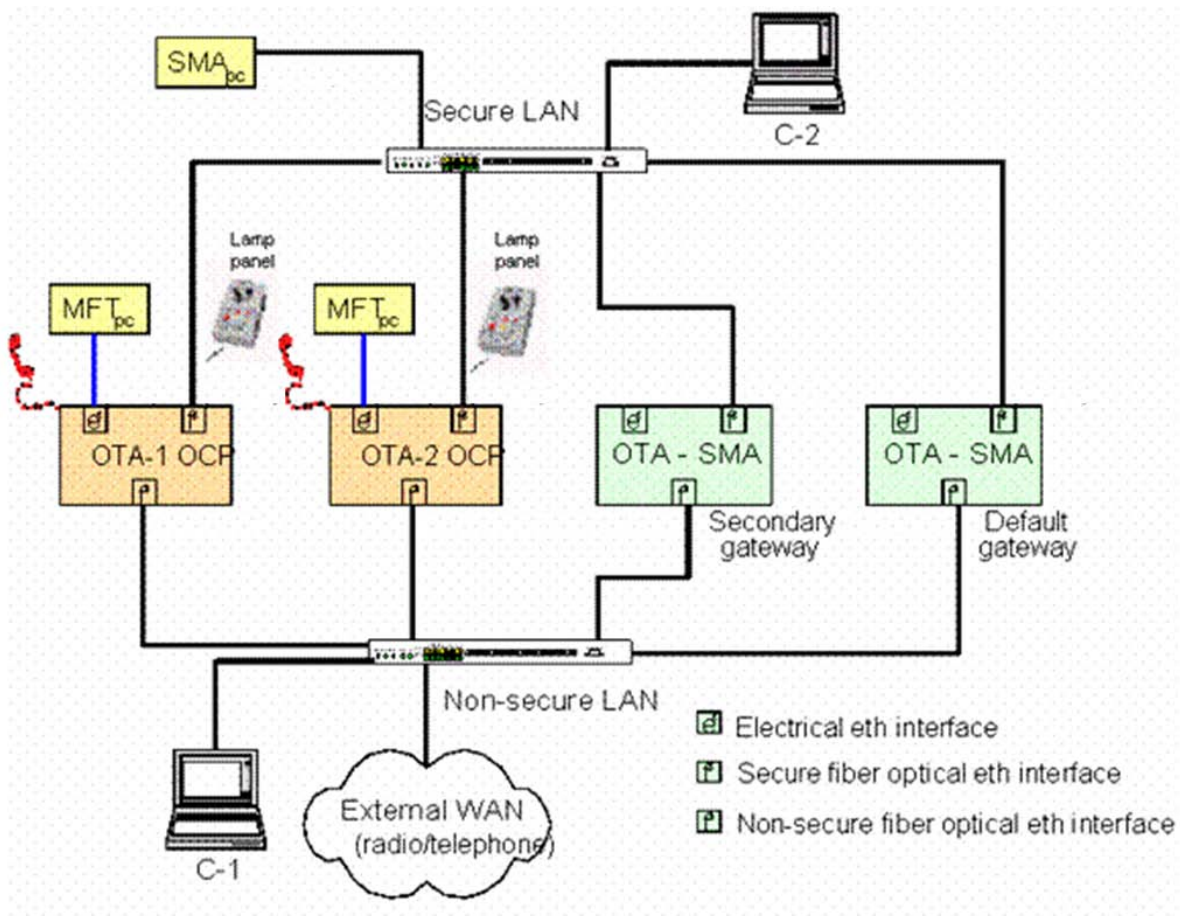 SMApc
Secure LAN
C-2
Lamp
panel
Lamp
panel
MFTpc
MFTpc
OTA-1 OCP
OTA-2 OCP
OTA - SMA
OTA - SMA
Secondary
gateway
Default
gateway
Non-secure LAN
e Electrical eth interface
Secure fiber optical eth interface
Non-secure fiber optical eth interface
External WAN
(radio/telephone)
C-1